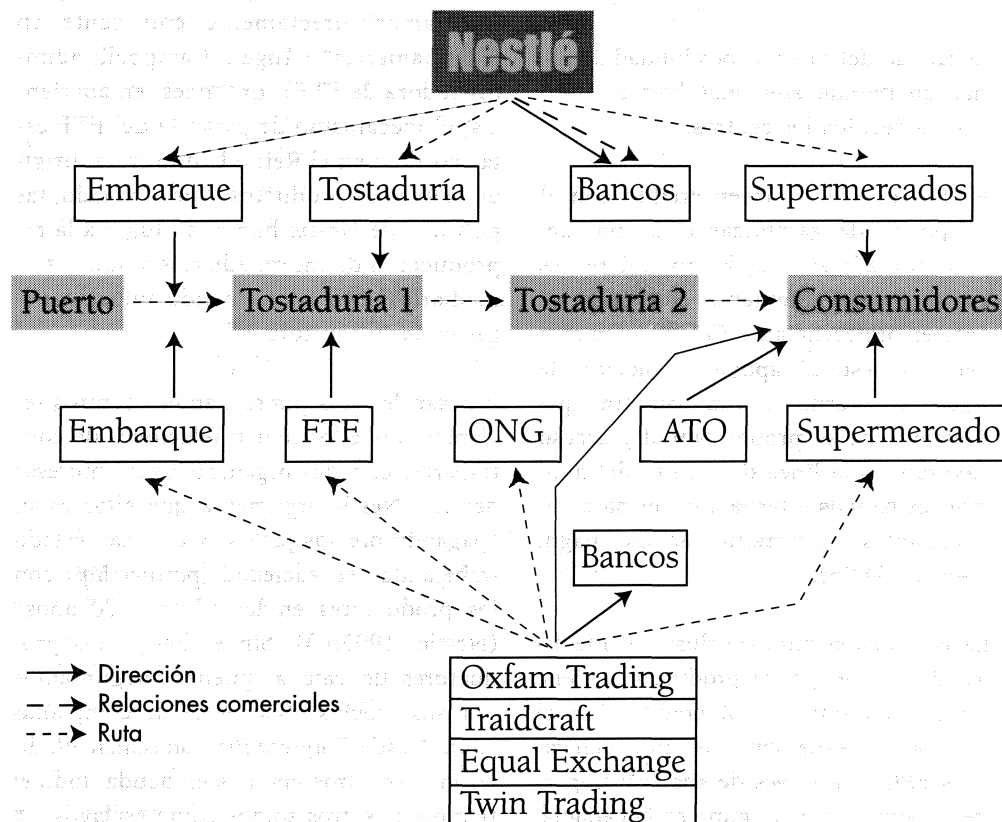 Nestlé
Embarque Tostaduría Bancos Supermercados
Puerto Tostaduría 1 Tostaduría 2 Consumidores
Embarque FTF ONG ATO Supermercado
Bancos
Dirección
Relaciones comerciales
Ruta
Oxfam Trading
Traidcraft
Equal Exchange
Twin Trading